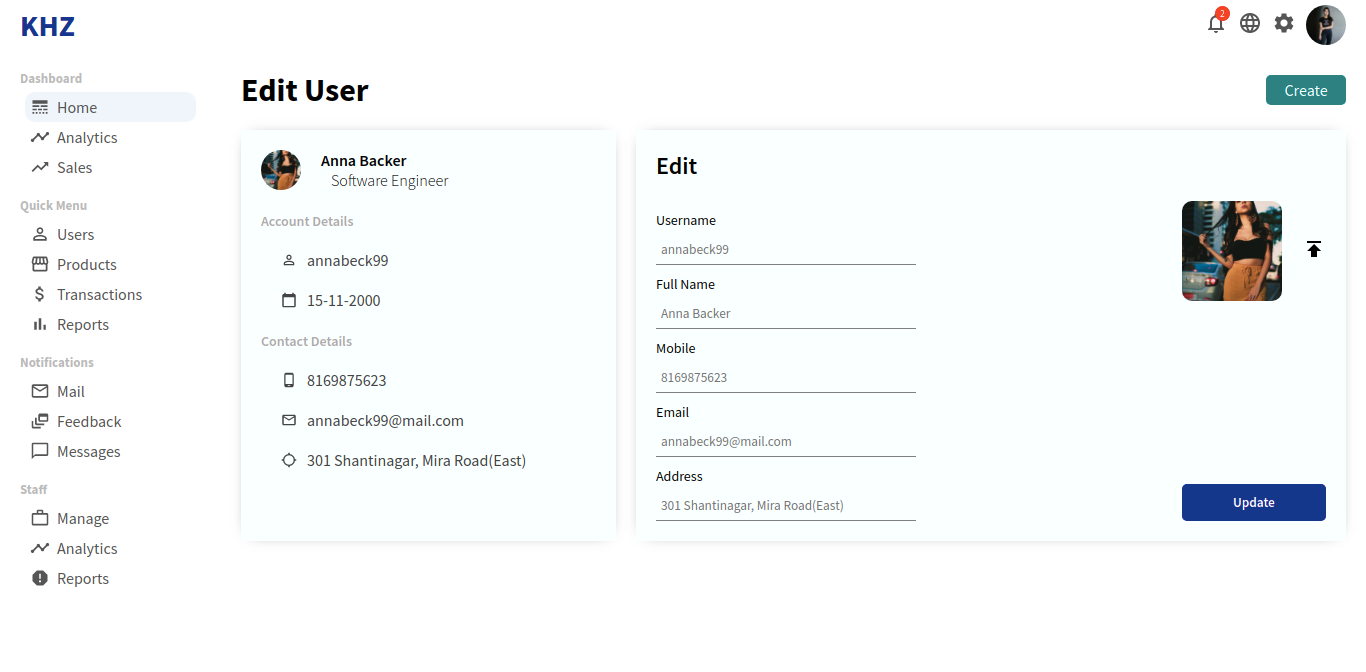 KHZ
2
Dashboard
Home
Analytics
Sales
Quick Menu
Users
Products
Transactions
Reports
Notifications
Mail
Feedback
Messages
Staff
Manage
Analytics
Reports
Edit User
Create
Anna Backer
Software Engineer
Account Details
annabeck99
15-11-2000
Contact Details
8169875623
annabeck99@mail.com
301 Shantinagar, Mira Road(East)
Edit
Username
annabeck99
Full Name
Anna Backer
Mobile
8169875623
Email
annabeck99@mail.com
Address
301 Shantinagar, Mira Road(East)
Update